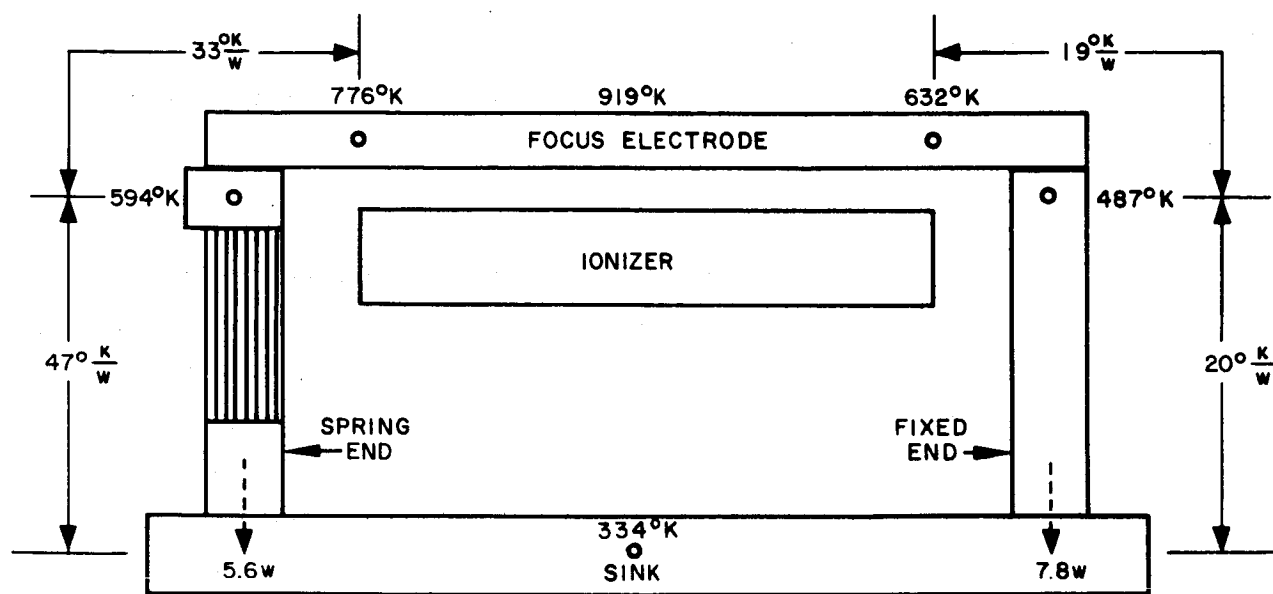 33 °K/W
19 °K/W
776°K 919°K 632°K
FOCUS ELECTRODE
594°K
487°K
IONIZER
47° K/W
20° K/W
SPRING
END
FIXED
END
334°K
5.6W
SINK
7.8W